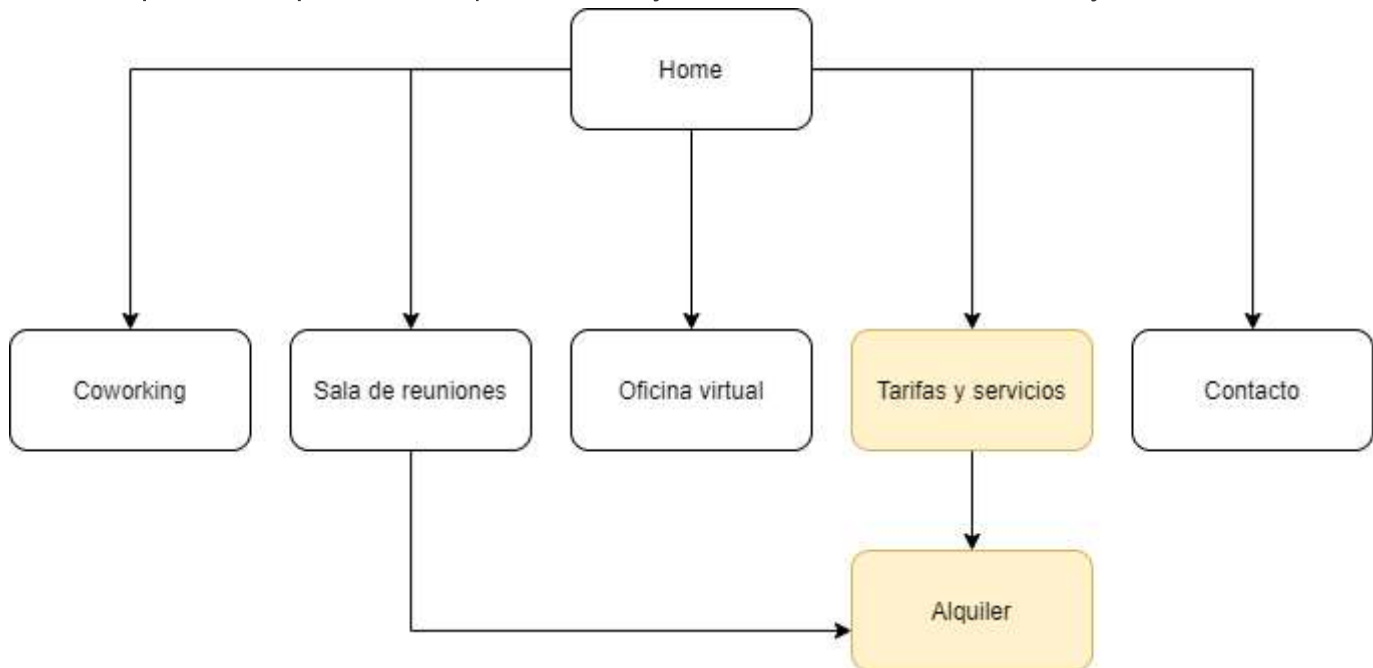 Home
Coworking
Sala de reuniones
Oficina virtual
Tarifas y servicios
Contacto
Alquiler